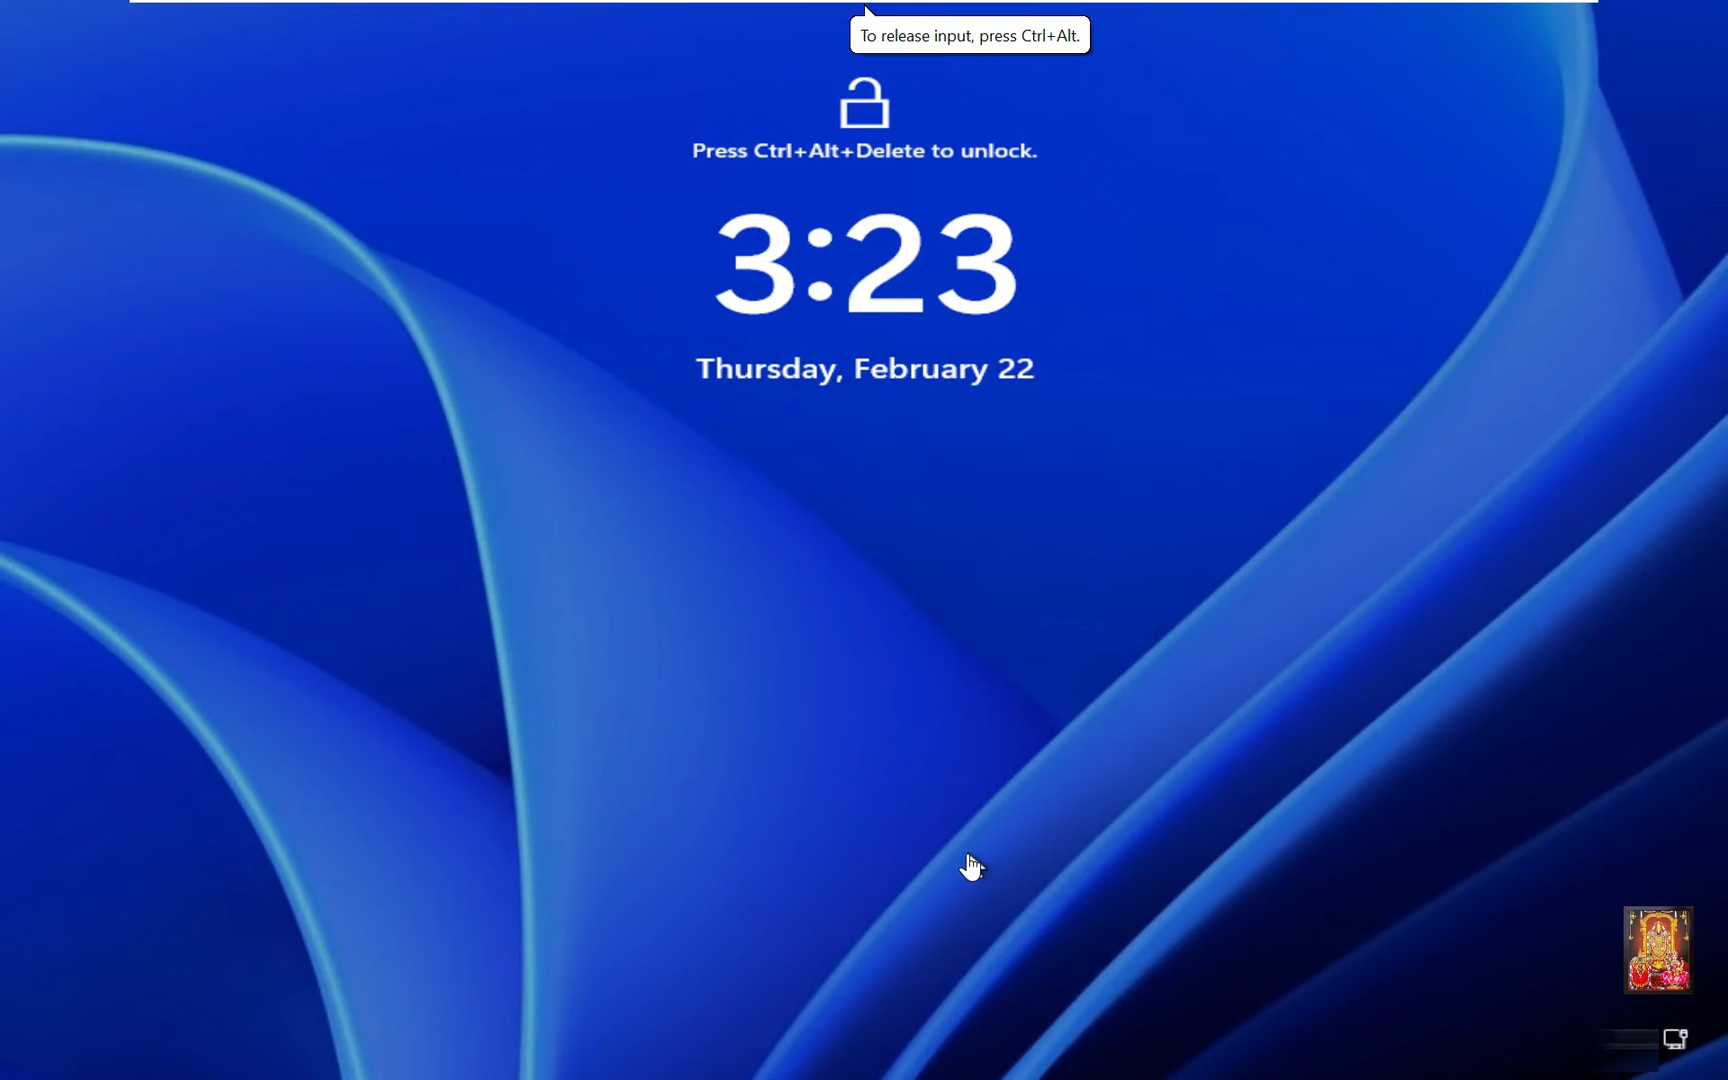 To release input, press Ctrl+Alt.
Press Ctrl+Alt+Delete to unlock.
3:23
Thursday, February 22